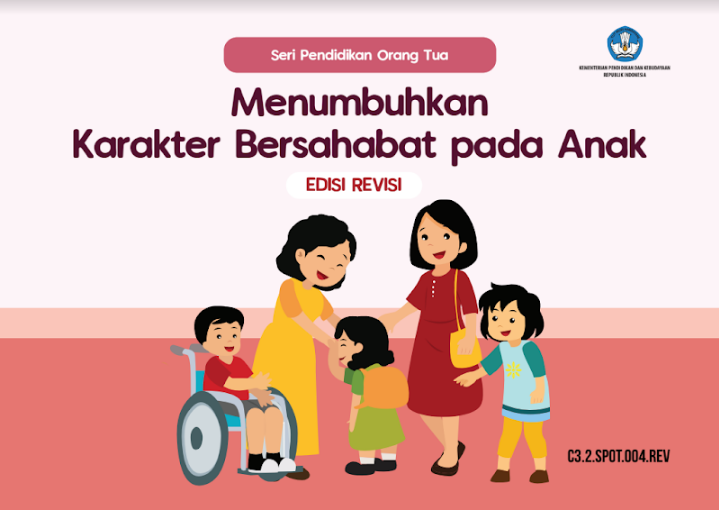 Seri Pendidikan Orang Tua
KEMENTERIAN PENDIDIKAN DAN KEBUDAYAAN
REPUBLIK INDONESIA
Menumbuhkan
Karakter Bersahabat pada Anak
EDISI REVISI
C3.2.SPOT.004.REV